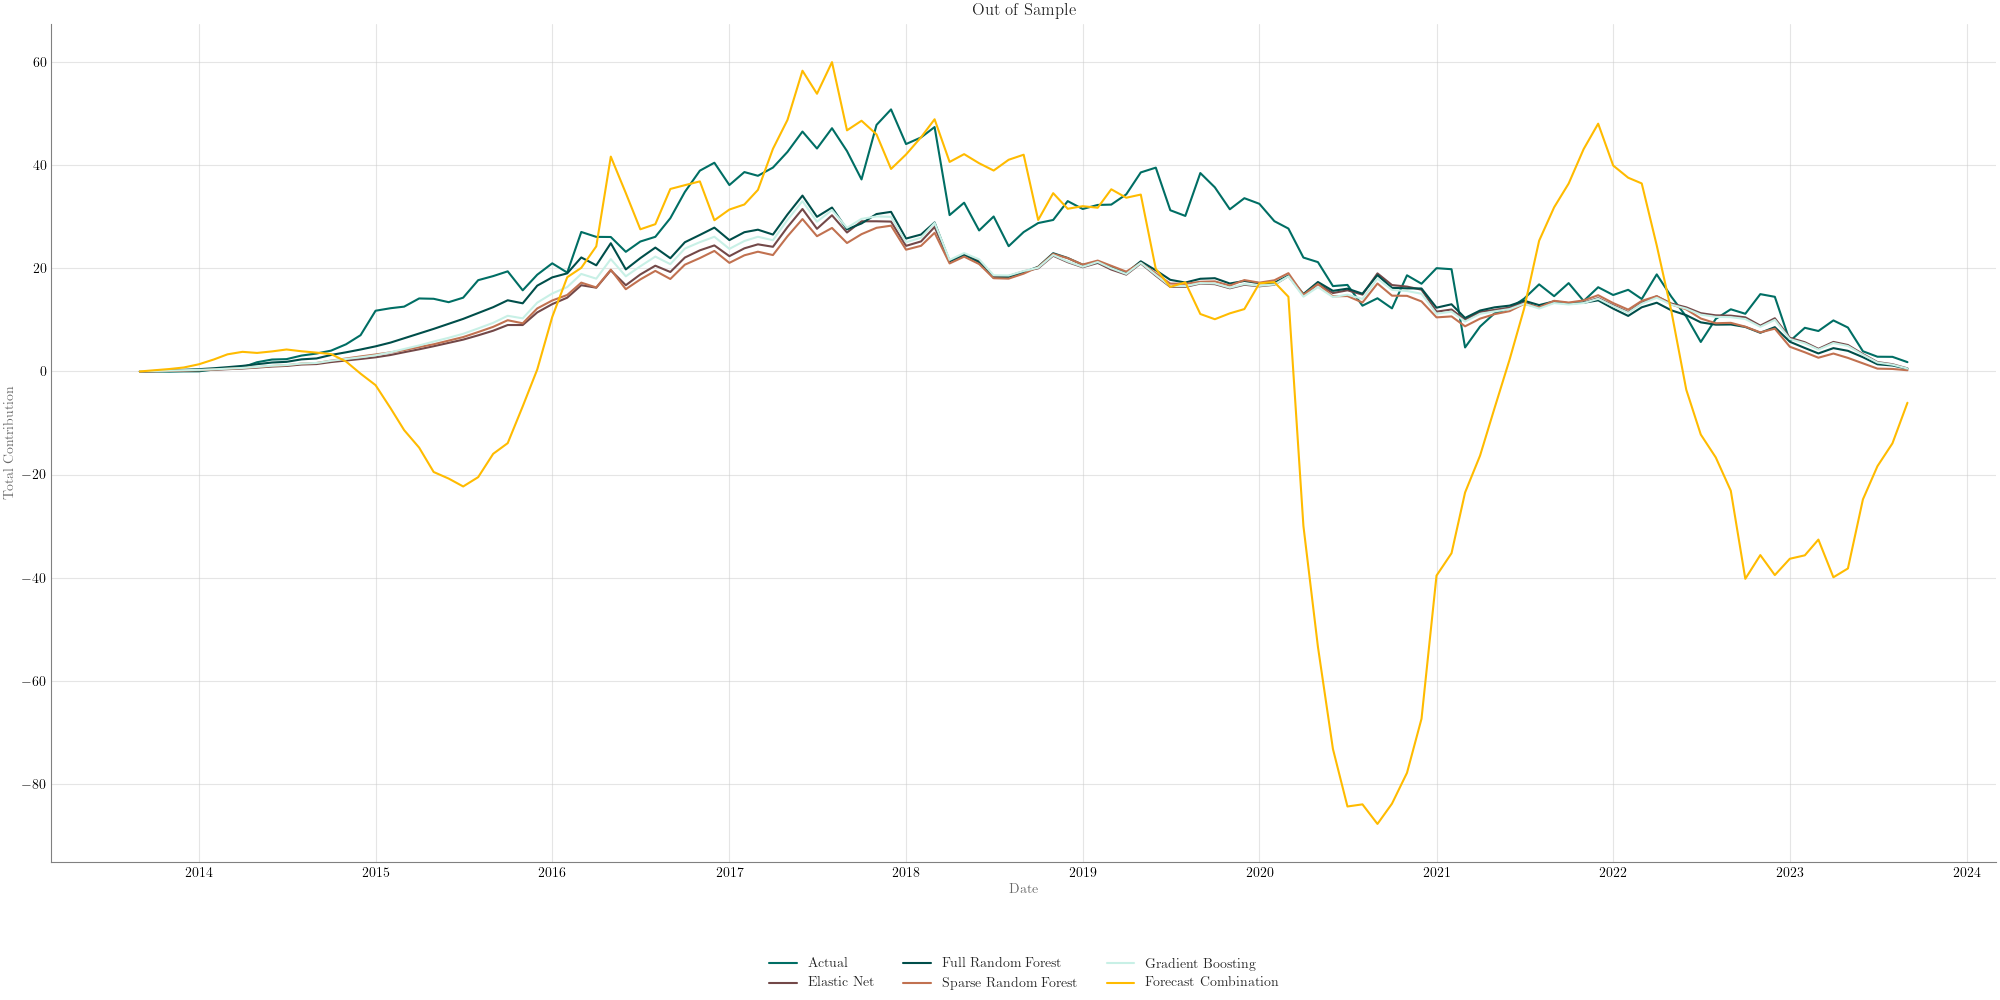 Out of Sample
60
40
20
0
−20
−40
−60
−80
Total Contribution
2014 2015 2016 2017 2018 2019 2020 2021 2022 2023 2024
Date
Actual Full Random Forest Gradient Boosting
Elastic Net Sparse Random Forest Forecast Combination